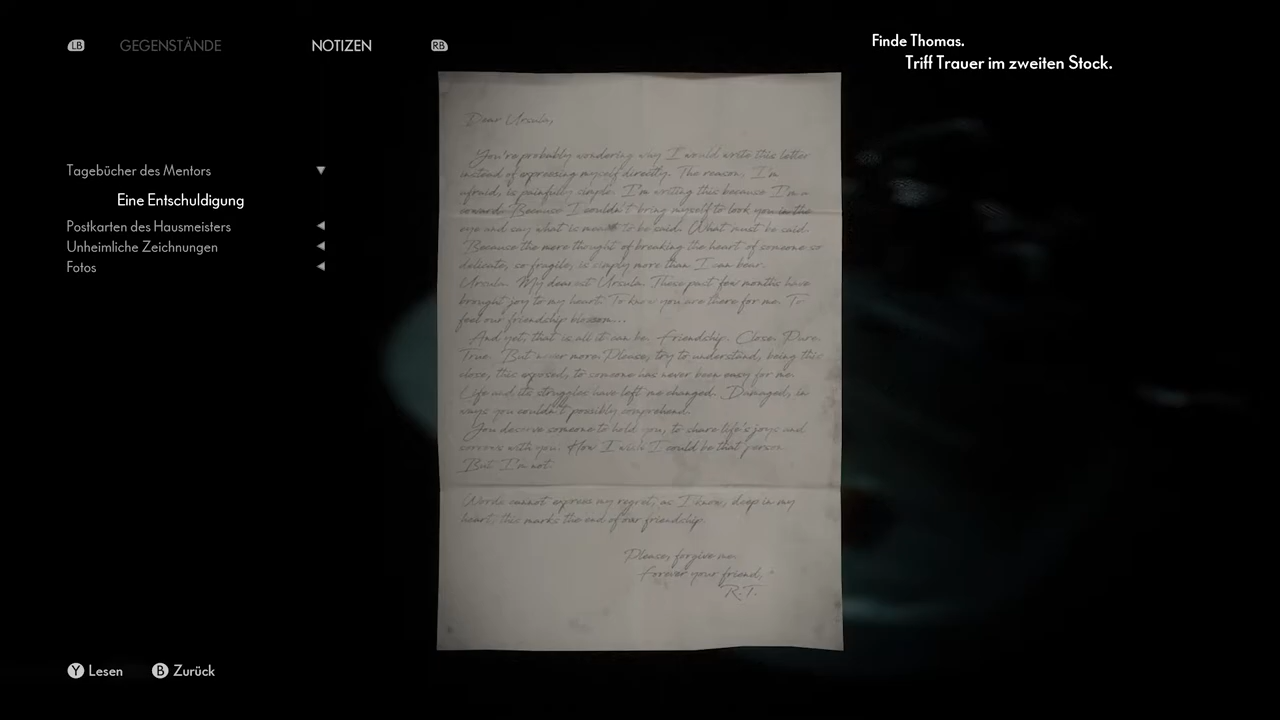 LB GEGENSTÄNDE NOTIZEN RB
Finde Thomas.
Triff Trauer im zweiten Stock.
Tagebücher des Mentors
Eine Entschuldigung
Postkarten des Hausmeisters
Unheimliche Zeichnungen
Fotos
Dear Ursula,
You're probably wondering way I would write this letter
instead of expressing myself directly. The reason, I'm
afraid, is painfully simple. I'm writing this because I'm a
coward. Because I couldn't bring myself to look you in the
eye and say what is meant to be said. What must be said.
Because the mere thought of breaking the heart of someone so
delicate, so fragile, is simply more than I can bear.
Ursula. My dearest Ursula. These past few months have
brought joy to my heart. To know you are there for me. To
feel our friendship blossom...
And yet, that is all it can be. Friendship. Close. Pure.
True. But never more. Please, try to understand, being this
close, this exposed, to someone has never been easy for me.
Life and its struggles have left me changed. Damaged, in
ways you couldn't possibly comprehend.
You deserve someone to hold you, to share life's joys and
sorrows with you. How I wish I could be that person.
But I'm not.
Words cannot express my regret, as I know, deep in my
heart, this marks the end of our friendship.
Please, forgive me.
Forever your friend,
R.T.
Y Lesen B Zurück